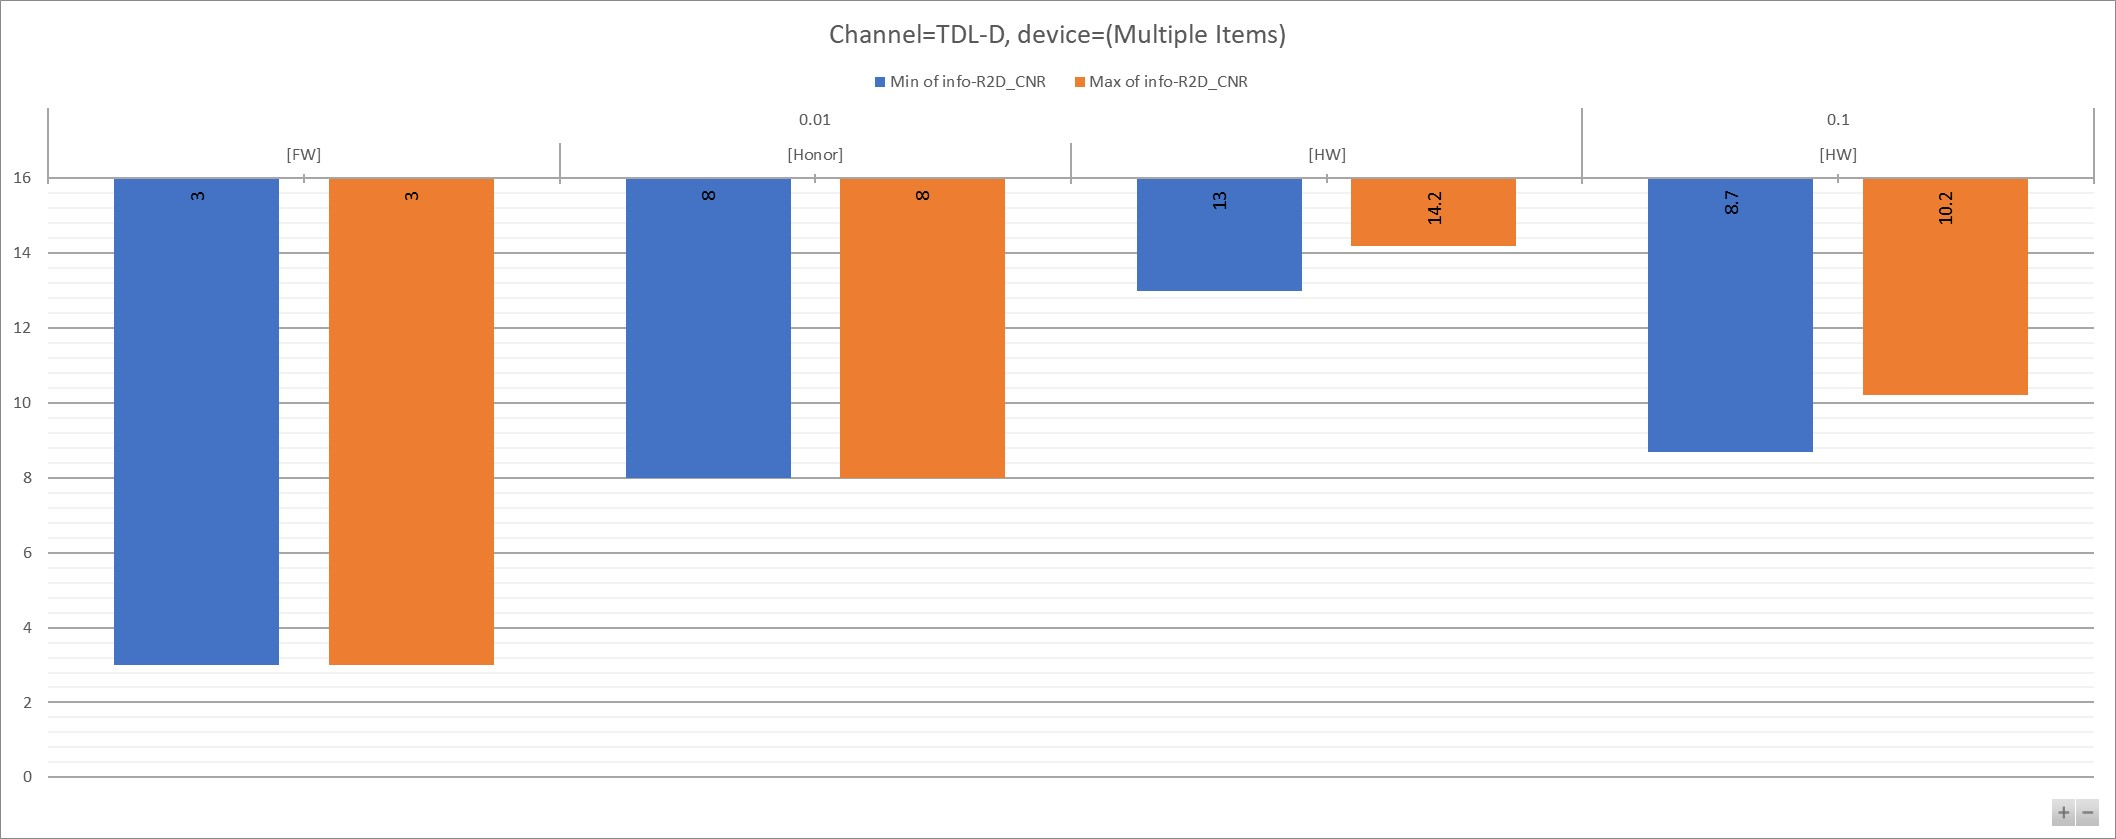 Channel=TDL-D, device=(Multiple Items)
Min of info-R2D_CNR Max of info-R2D_CNR
0.01 0.1
[FW] [Honor] [HW] [HW]
16
3 3 8 8 13 14.2 8.7 10.2
14
12
10
8
6
4
2
0
+ −